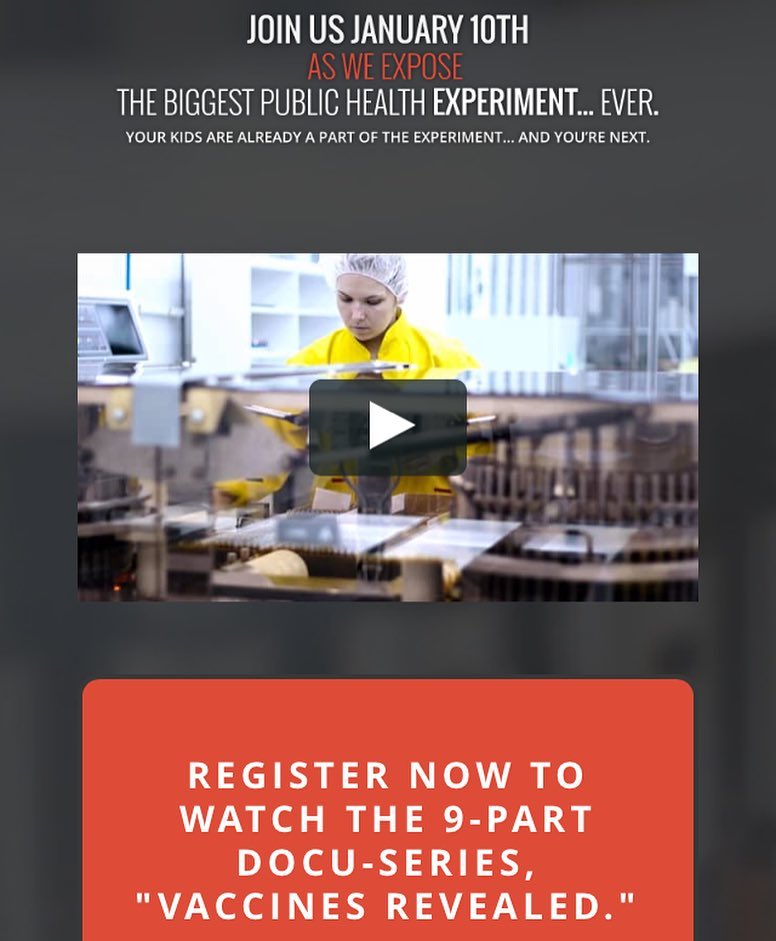 JOIN US JANUARY 10TH
AS WE EXPOSE
THE BIGGEST PUBLIC HEALTH EXPERIMENT... EVER.
YOUR KIDS ARE ALREADY A PART OF THE EXPERIMENT... AND YOU'RE NEXT.
REGISTER NOW TO
WATCH THE 9-PART
DOCU-SERIES,
"VACCINES REVEALED."